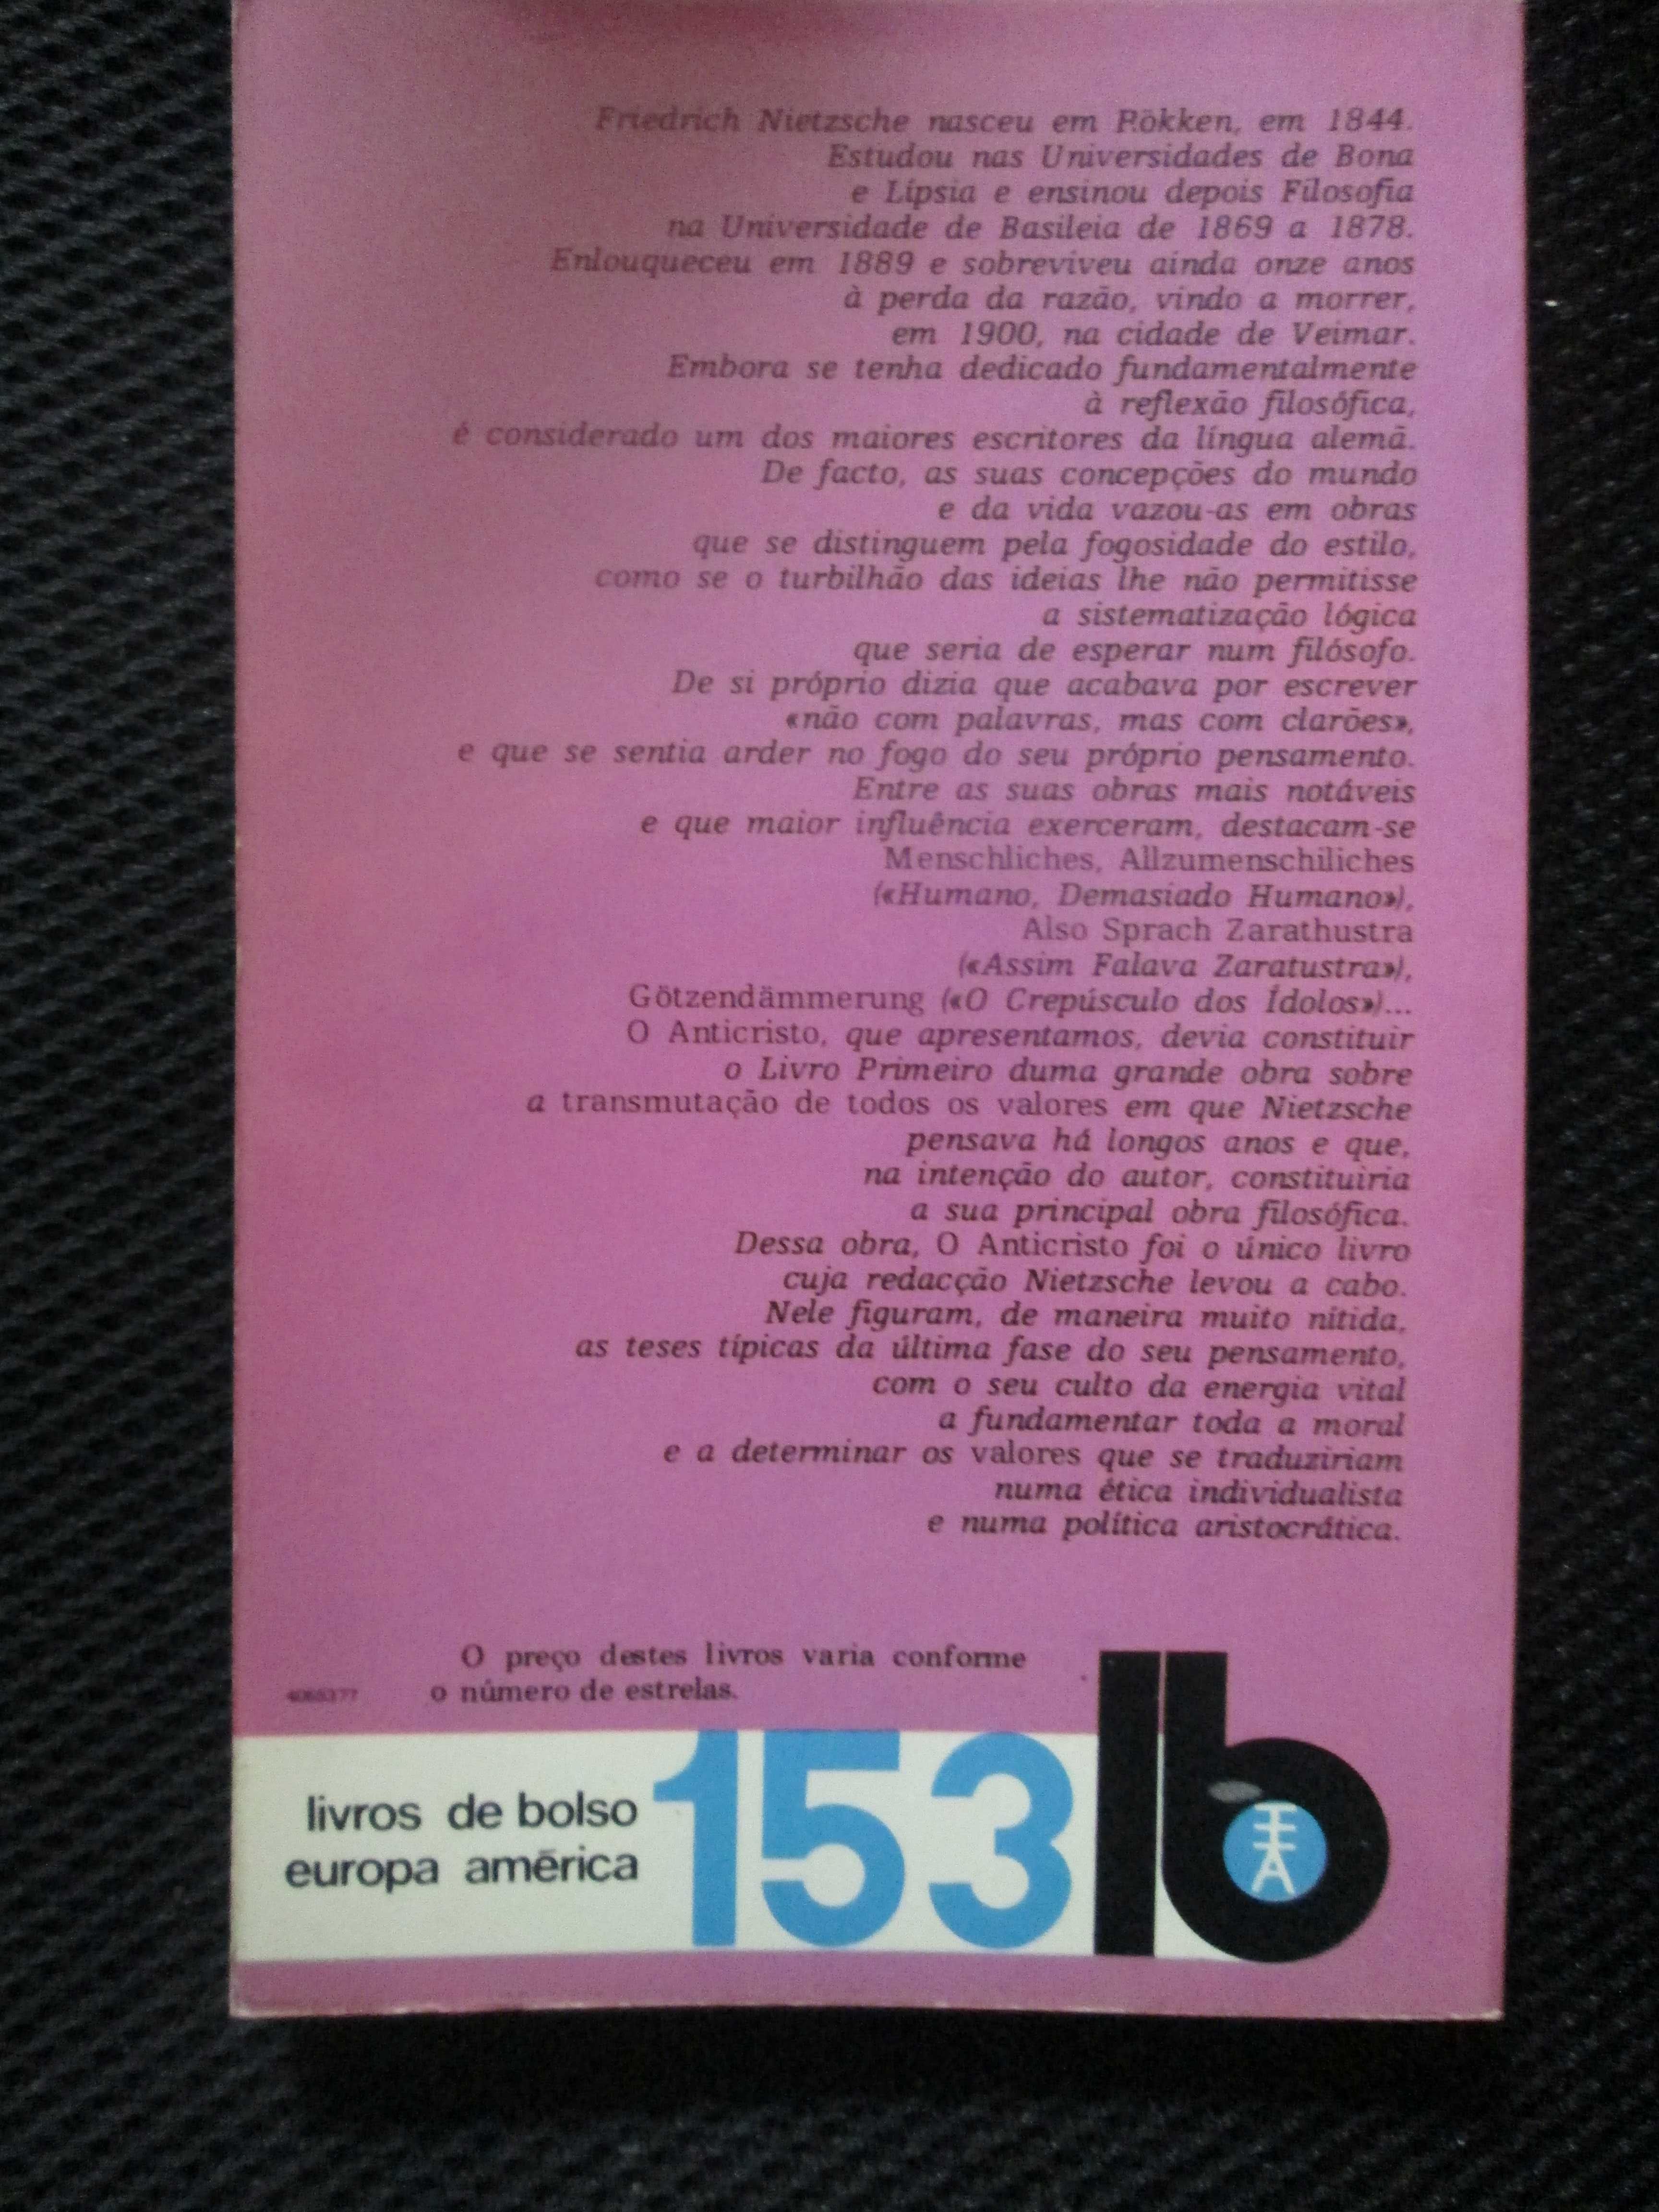 Friedrich Nietzsche nasceu em Rökken, em 1844.
Estudou nas Universidades de Bona
e Lípsia e ensinou depois Filosofia
na Universidade de Basileia de 1869 a 1878.
Enlouqueceu em 1889 e sobreviveu ainda onze anos
à perda da razão, vindo a morrer,
em 1900, na cidade de Veimar.
Embora se tenha dedicado fundamentalmente
à reflexão filosófica,
é considerado um dos maiores escritores da língua alemã.
De facto, as suas concepções do mundo
e da vida vazou-as em obras
que se distinguem pela fogosidade do estilo,
como se o turbilhão das ideias lhe não permitisse
a sistematização lógica
que seria de esperar num filósofo.
De si próprio dizia que acabava por escrever
«não com palavras, mas com clarões»,
e que se sentia arder no fogo do seu próprio pensamento.
Entre as suas obras mais notáveis
e que maior influência exerceram, destacam-se
Menschliches, Allzumenschiliches
(«Humano, Demasiado Humano»),
Also Sprach Zarathustra
(«Assim Falava Zaratustra»),
Götzendämmerung («O Crepúsculo dos Ídolos»)...
O Anticristo, que apresentamos, devia constituir
o Livro Primeiro duma grande obra sobre
a transmutação de todos os valores em que Nietzsche
pensava há longos anos e que,
na intenção do autor, constituiria
a sua principal obra filosófica.
Dessa obra, O Anticristo foi o único livro
cuja redacção Nietzsche levou a cabo.
Nele figuram, de maneira muito nítida,
as teses típicas da última fase do seu pensamento,
com o seu culto da energia vital
a fundamentar toda a moral
e a determinar os valores que se traduziriam
numa ética individualista
e numa política aristocrática.
O preço destes livros varia conforme
o número de estrelas.
livros de bolso
europa américa
153
lb